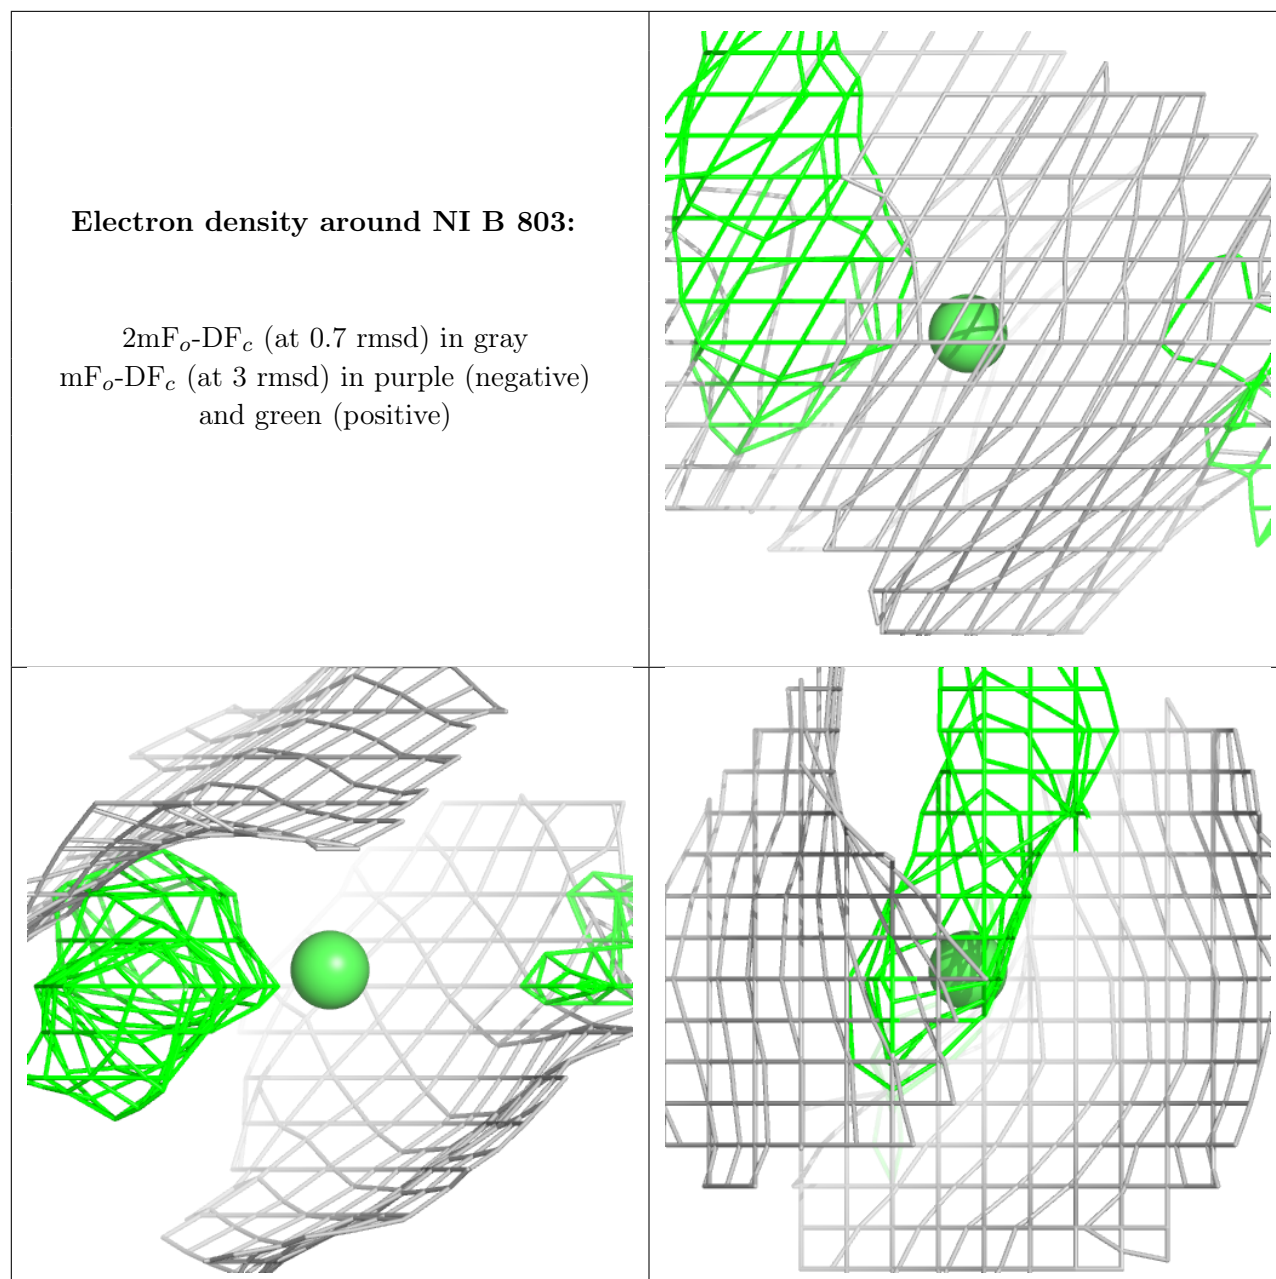 Electron density around NI B 803:
2mFo-DFc (at 0.7 rmsd) in gray
mFo-DFc (at 3 rmsd) in purple (negative)
and green (positive)